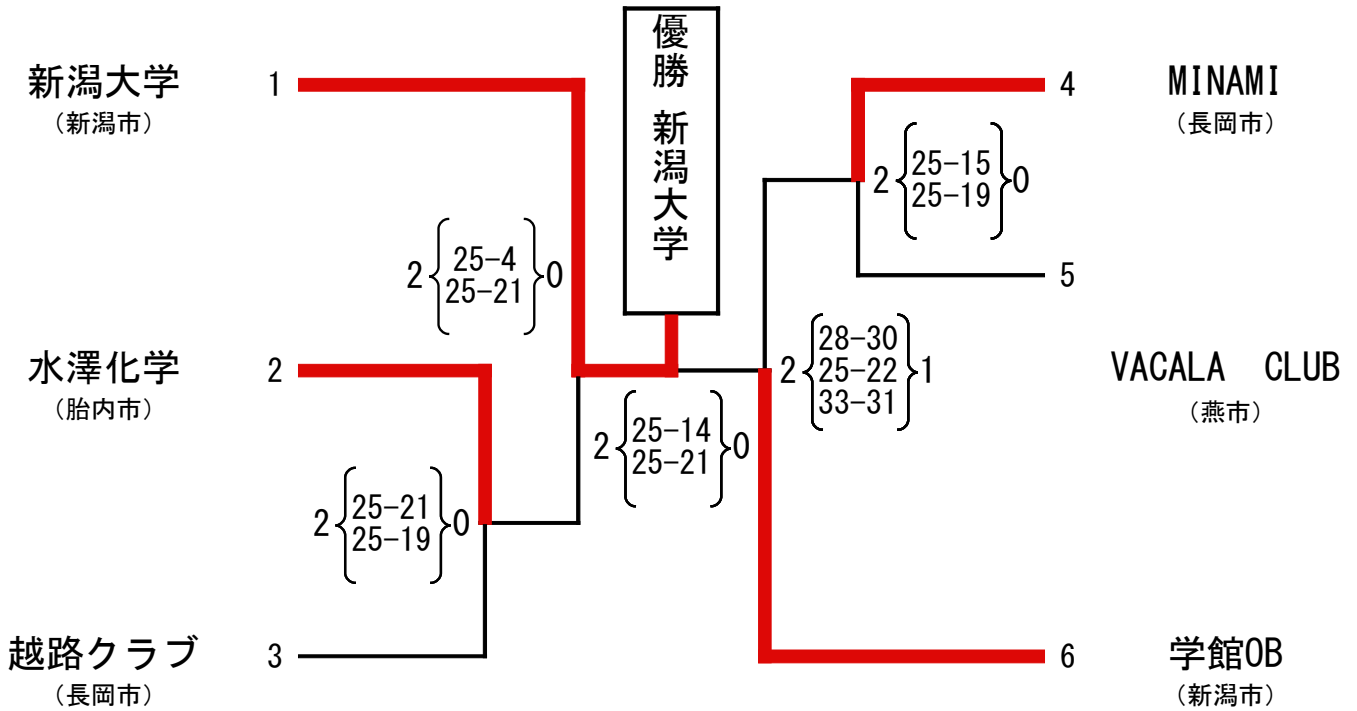 優勝 新潟大学
新潟大学 1
(新潟市)
2 25-4 0
25-21
水澤化学 2
(胎内市)
2 25-21 0
25-19
越路クラブ 3
(長岡市)
2 25-14 0
25-21
4 MINAMI
(長岡市)
2 25-15 0
25-19
5
VACALA CLUB
(燕市)
28-30
2 25-22 1
33-31
6 学館OB
(新潟市)